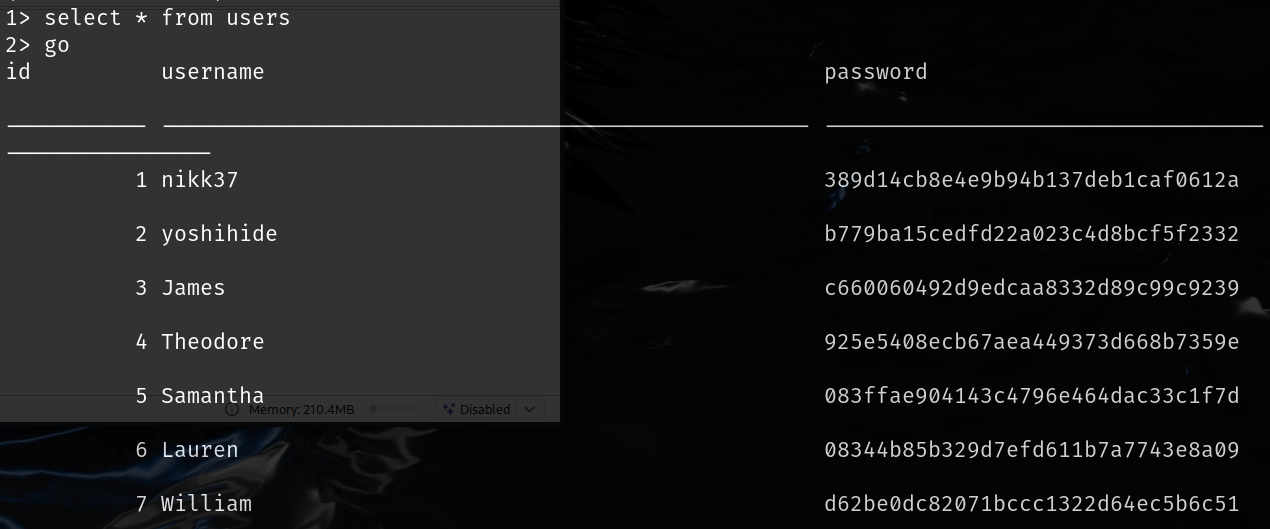 1> select * from users
2> go
id username password
1 nikk37 389d14cb8e4e9b94b137deb1caf0612a
2 yoshihide b779ba15cedfd22a023c4d8bcf5f2332
3 James c660060492d9edcaa8332d89c99c9239
4 Theodore 925e5408ecb67aea449373d668b7359e
5 Samantha 083ffae904143c4796e464dac33c1f7d
Memory: 210.4MB Disabled
6 Lauren 08344b85b329d7efd611b7a7743e8a09
7 William d62be0dc82071bccc1322d64ec5b6c51